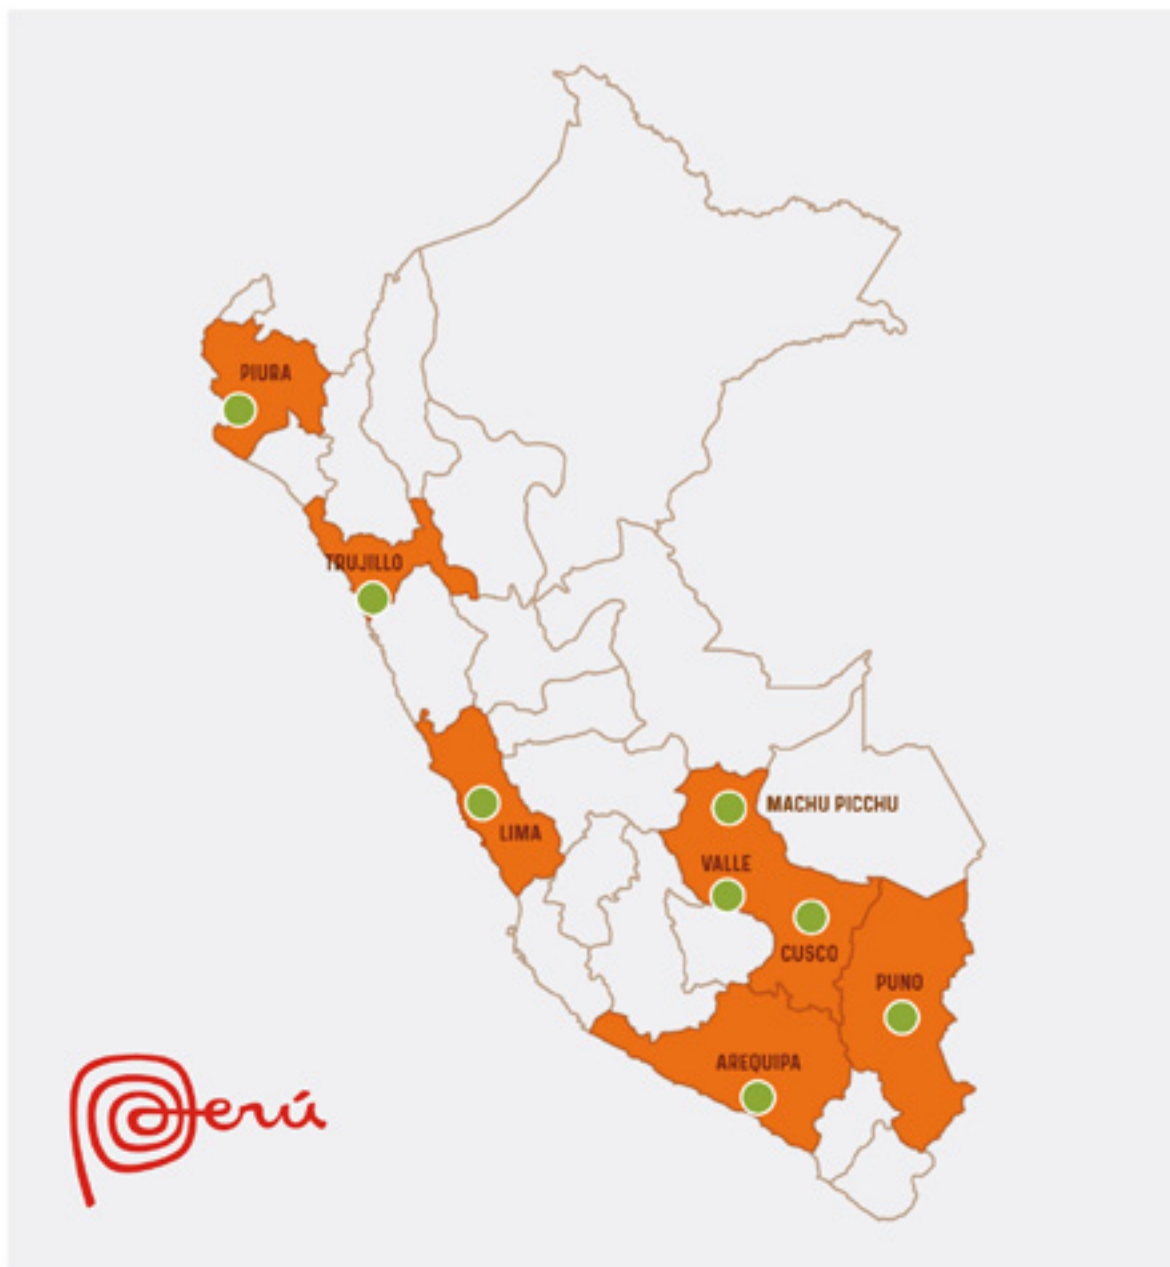 PIURA
TRUJILLO
LIMA
MACHU PICCHU
VALLE
CUSCO
PUNO
AREQUIPA
Perú